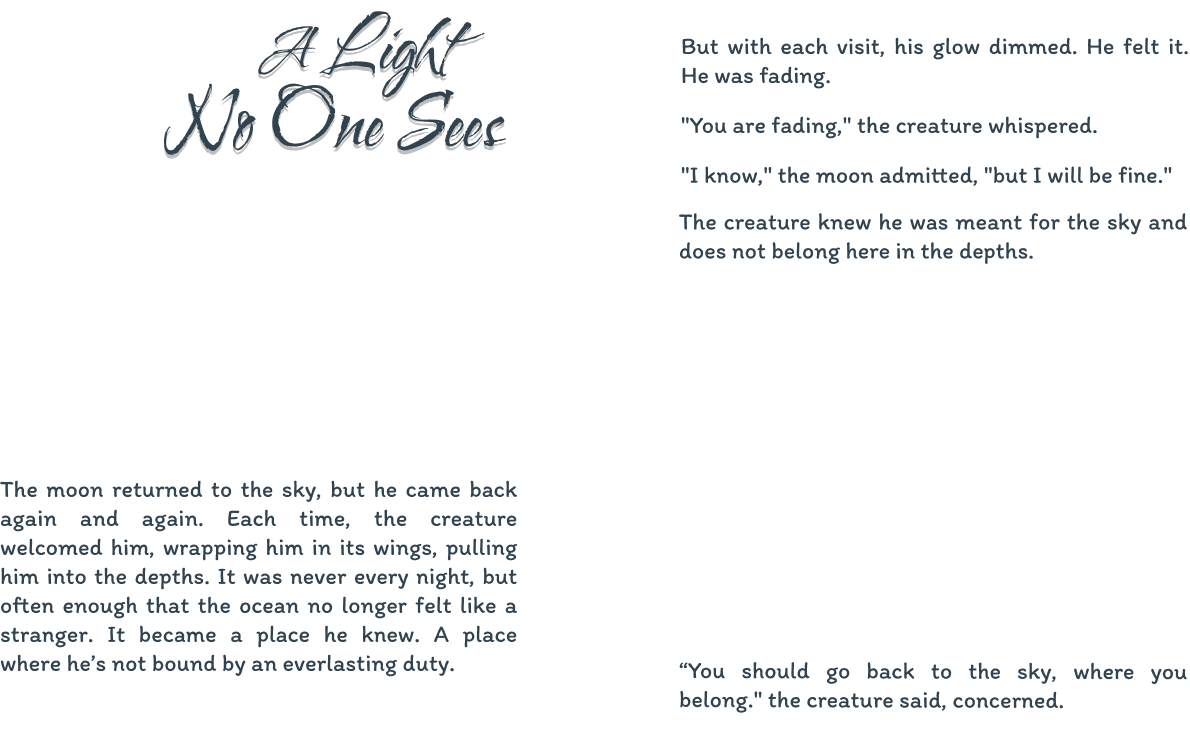 A Light
No One Sees
The moon returned to the sky, but he came back
again and again. Each time, the creature
welcomed him, wrapping him in its wings, pulling
him into the depths. It was never every night, but
often enough that the ocean no longer felt like a
stranger. It became a place he knew. A place
where he’s not bound by an everlasting duty.
But with each visit, his glow dimmed. He felt it.
He was fading.
"You are fading," the creature whispered.
"I know," the moon admitted, "but I will be fine."
The creature knew he was meant for the sky and
does not belong here in the depths.
“You should go back to the sky, where you
belong." the creature said, concerned.